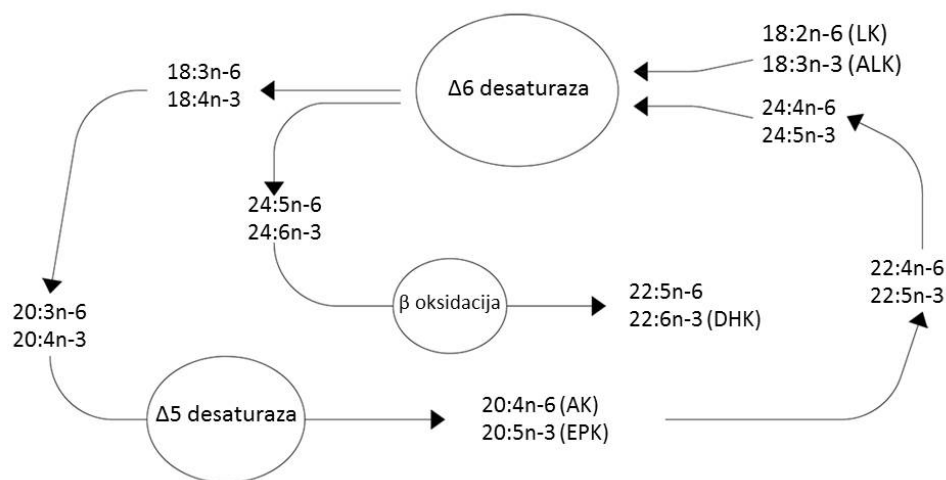 18:2n-6 (LK)
18:3n-3 (ALK)
Δ6 desaturaza
18:3n-6
18:4n-3
24:4n-6
24:5n-3
24:5n-6
24:6n-3
22:4n-6
22:5n-3
β oksidacija
22:5n-6
22:6n-3 (DHK)
20:3n-6
20:4n-3
Δ5 desaturaza
20:4n-6 (AK)
20:5n-3 (EPK)